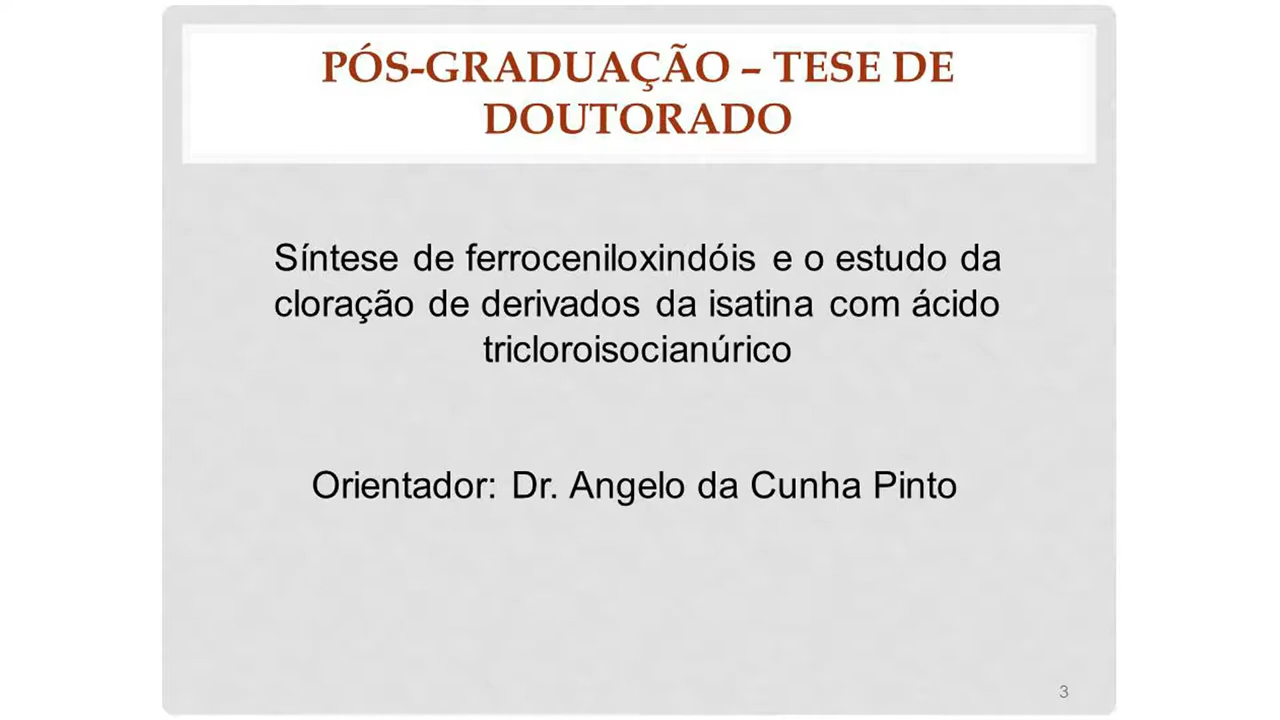 PÓS-GRADUAÇÃO – TESE DE
DOUTORADO
Síntese de ferroceniloxindóis e o estudo da
cloração de derivados da isatina com ácido
tricloroisocianúrico
Orientador: Dr. Angelo da Cunha Pinto
3